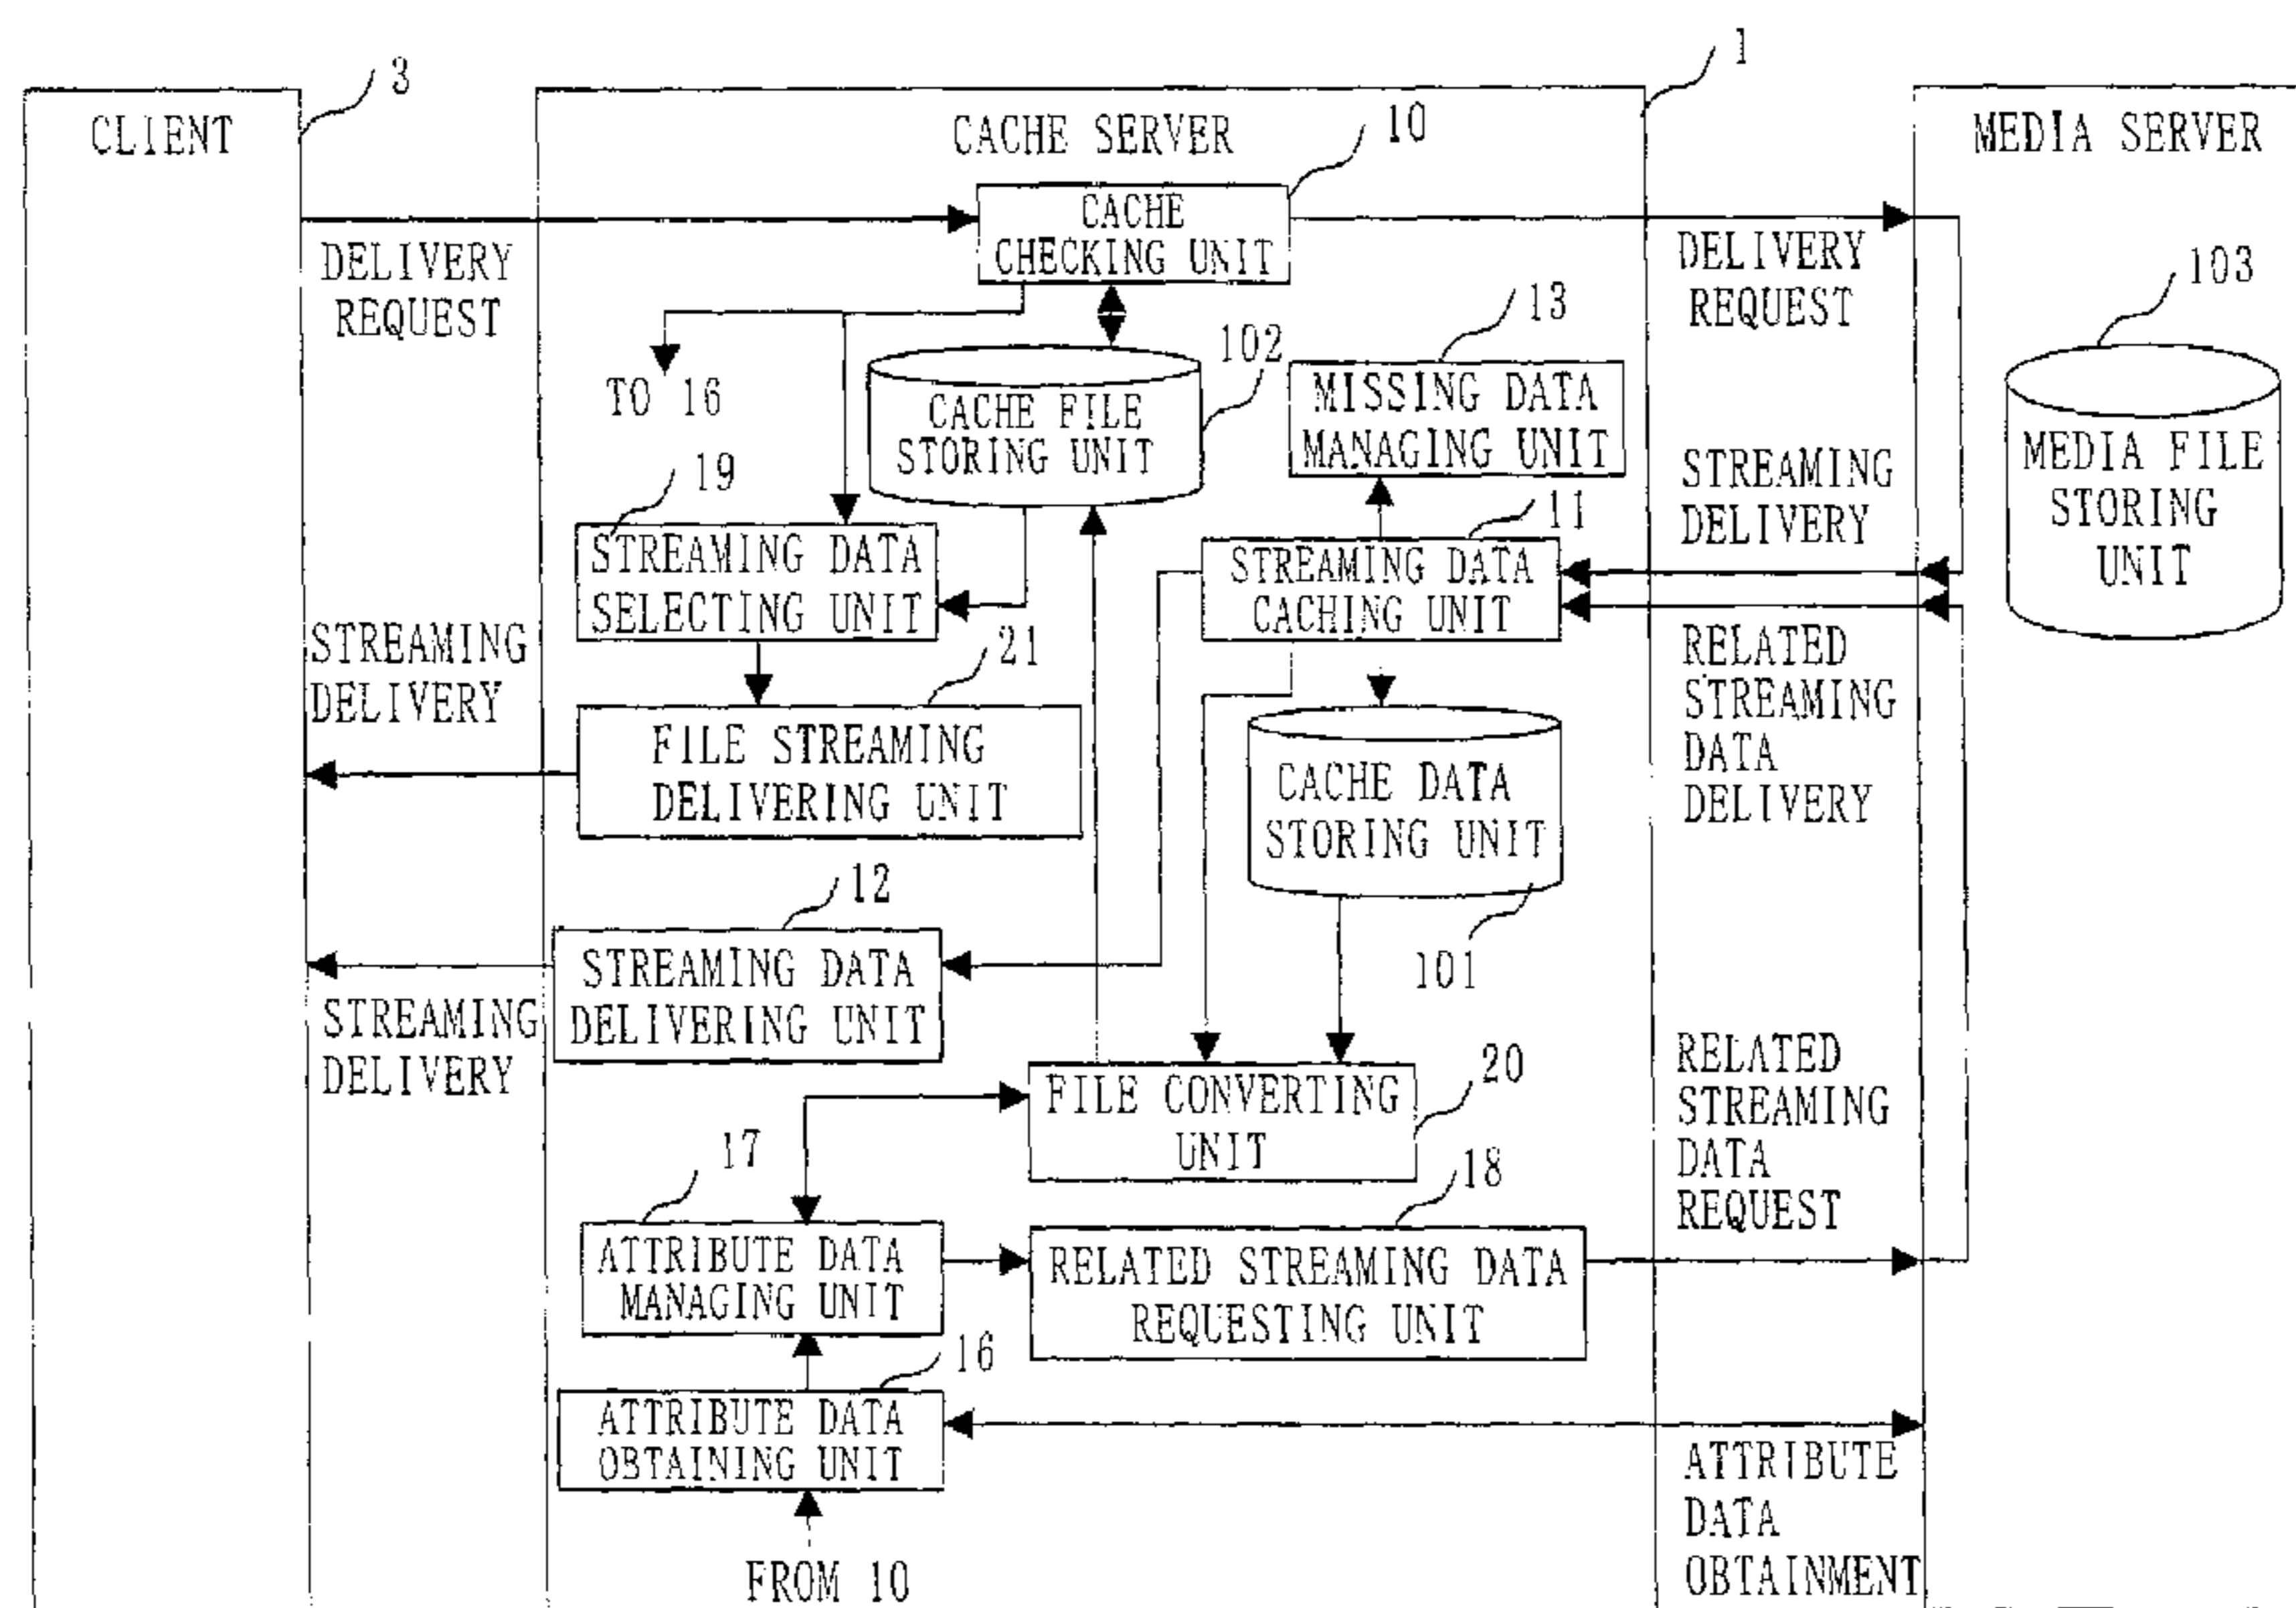 3
1
CLIENT
CACHE SERVER
10
MEDIA SERVER
CACHE
CHECKING UNIT
DELIVERY
REQUEST
DELIVERY
REQUEST
103
13
TO 16
102
CACHE FILE
STORING UNIT
MISSING DATA
MANAGING UNIT
MEDIA FILE
STORING
UNIT
19
STREAMING
DELIVERY
11
STREAMING DATA
SELECTING UNIT
STREAMING DATA
CACHING UNIT
STREAMING
DELIVERY
21
RELATED
STREAMING
DATA
DELIVERY
FILE STREAMING
DELIVERING UNIT
CACHE DATA
STORING UNIT
12
101
STREAMING DATA
DELIVERING UNIT
STREAMING
DELIVERY
20
FILE CONVERTING
UNIT
RELATED
STREAMING
DATA
REQUEST
17
18
ATTRIBUTE DATA
MANAGING UNIT
RELATED STREAMING DATA
REQUESTING UNIT
16
ATTRIBUTE DATA
OBTAINING UNIT
ATTRIBUTE
DATA
OBTAINMENT
FROM 10